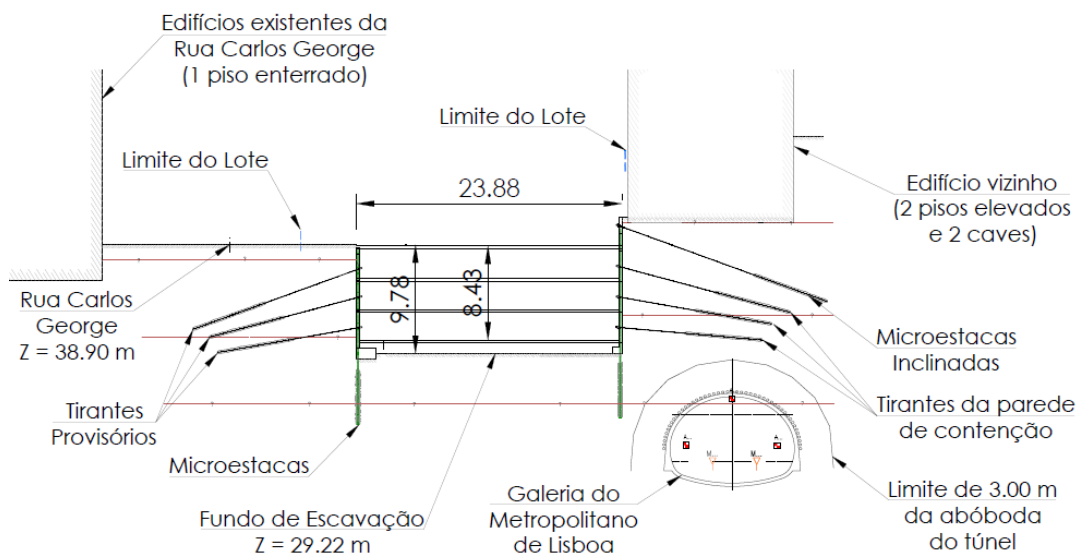 Edifícios existentes da
Rua Carlos George
(1 piso enterrado)
Limite do Lote
Limite do Lote
23.88
Edifício vizinho
(2 pisos elevados
e 2 caves)
9.78
8.43
Rua Carlos
George
Z = 38.90 m
Microestacas
Inclinadas
Tirantes
Provisórios
Tirantes da parede
de contenção
Microestacas
Fundo de Escavação
Z = 29.22 m
Galeria do
Metropolitano
de Lisboa
Limite de 3.00 m
da abóboda
do túnel